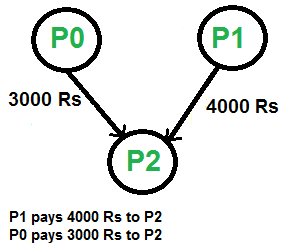 P0 P1
3000 Rs 4000 Rs
P2
P1 pays 4000 Rs to P2
P0 pays 3000 Rs to P2